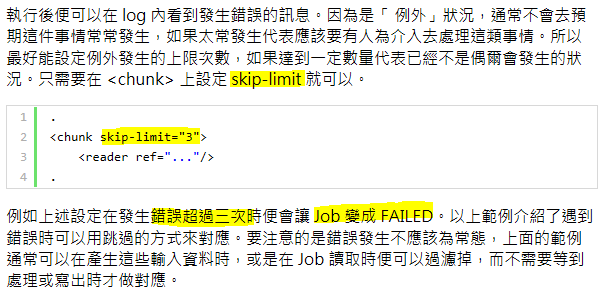 執行後便可以在 log 內看到發生錯誤的訊息。因為是「 例外」狀況，通常不會去預
期這件事情常常發生，如果太常發生代表應該要有人為介入去處理這類事情。所以
最好能設定例外發生的上限次數，如果達到一定數量代表已經不是偶爾會發生的狀
況。只需要在 <chunk> 上設定 skip-limit 就可以。
1 .
2 <chunk skip-limit="3">
3 <reader ref="..."/>
4 .
例如上述設定在發生錯誤超過三次時便會讓 Job 變成 FAILED。以上範例介紹了遇到
錯誤時可以用跳過的方式來對應。要注意的是錯誤發生不應該為常態，上面的範例
通常可以在產生這些輸入資料時，或是在 Job 讀取時便可以過濾掉，而不需要等到
處理或寫出時才做對應。